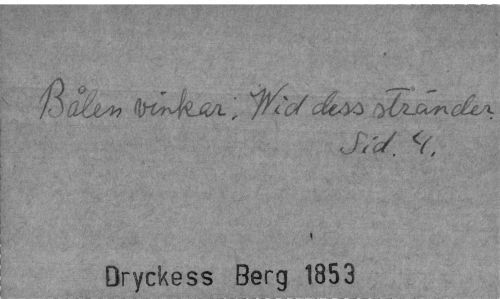 Bålen vinkar; Wid dess stränder.
Sid. 4.
Dryckess Berg 1853